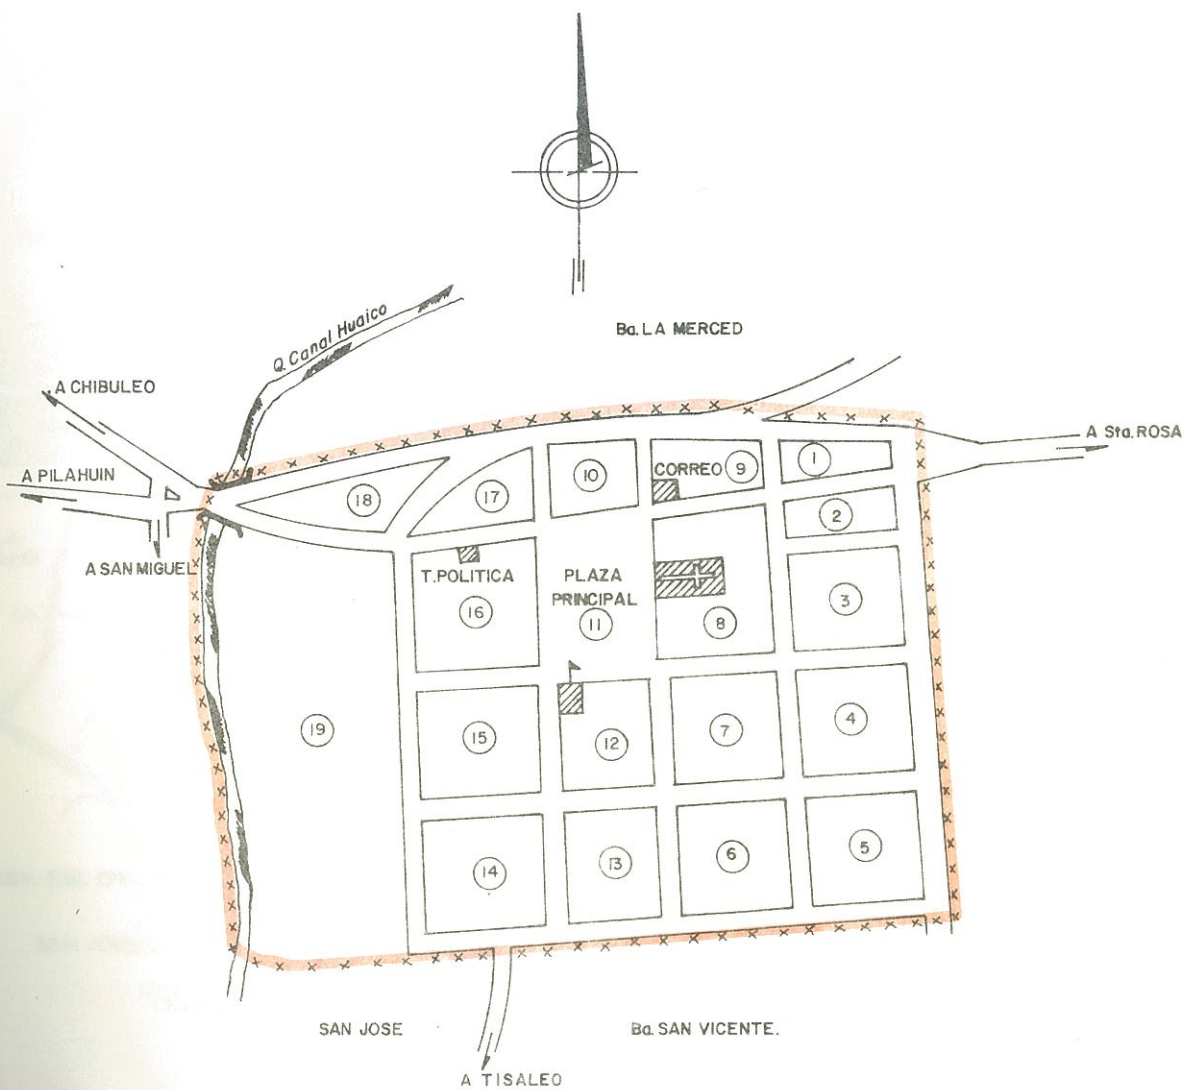 Ba. LA MERCED
Q. Canal Huaico
A CHIBULEO
A Sta. ROSA
A PILAHUIN
CORREO
9
1
10
18
17
2
A SAN MIGUEL
T. POLITICA
16
PLAZA
PRINCIPAL
11
8
3
19
15
12
7
4
14
13
6
5
SAN JOSE
Ba. SAN VICENTE.
A TISALEO